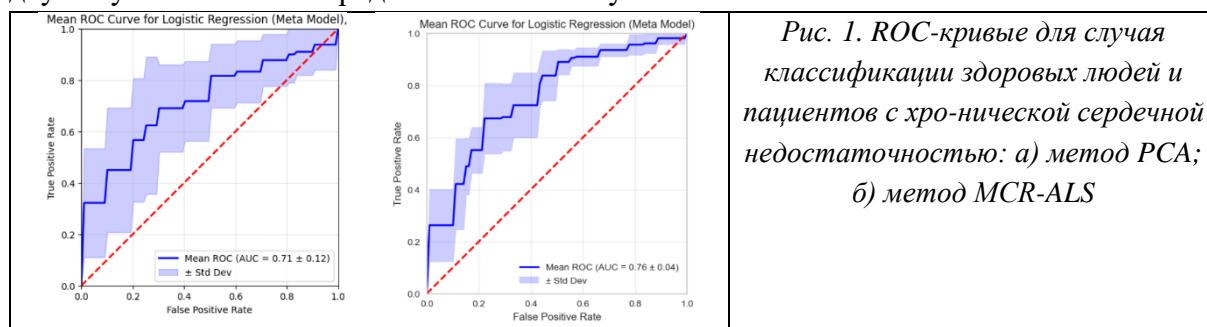 Mean ROC Curve for Logistic Regression (Meta Model),
1.0
0.8
0.6
0.4
0.2
0.0
True Positive Rate
Mean ROC (AUC = 0.71 ± 0.12)
± Std Dev
0.0 0.2 0.4 0.6 0.8 1.0
False Positive Rate
Mean ROC Curve for Logistic Regression (Meta Model)
1.0
0.8
0.6
0.4
0.2
0.0
True Positive Rate
Mean ROC (AUC = 0.76 ± 0.04)
± Std Dev
0.0 0.2 0.4 0.6 0.8 1.0
False Positive Rate
Рис. 1. ROC-кривые для случая
классификации здоровых людей и
пациентов с хро-нической сердечной
недостаточностью: а) метод PCA;
б) метод MCR-ALS